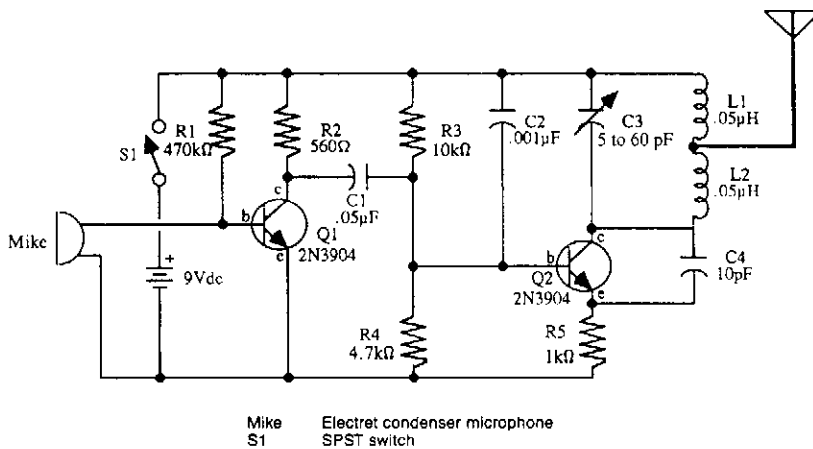 R1
470kΩ
S1
R2
560Ω
R3
10kΩ
C2
.001µF
C3
5 to 60 pF
L1
.05µH
L2
.05µH
c
C1
.05µF
b
Q1
2N3904
e
Mike
+
9Vdc
c
b
Q2
2N3904
e
C4
10pF
R4
4.7kΩ
R5
1kΩ
Mike Electret condenser microphone
S1 SPST switch